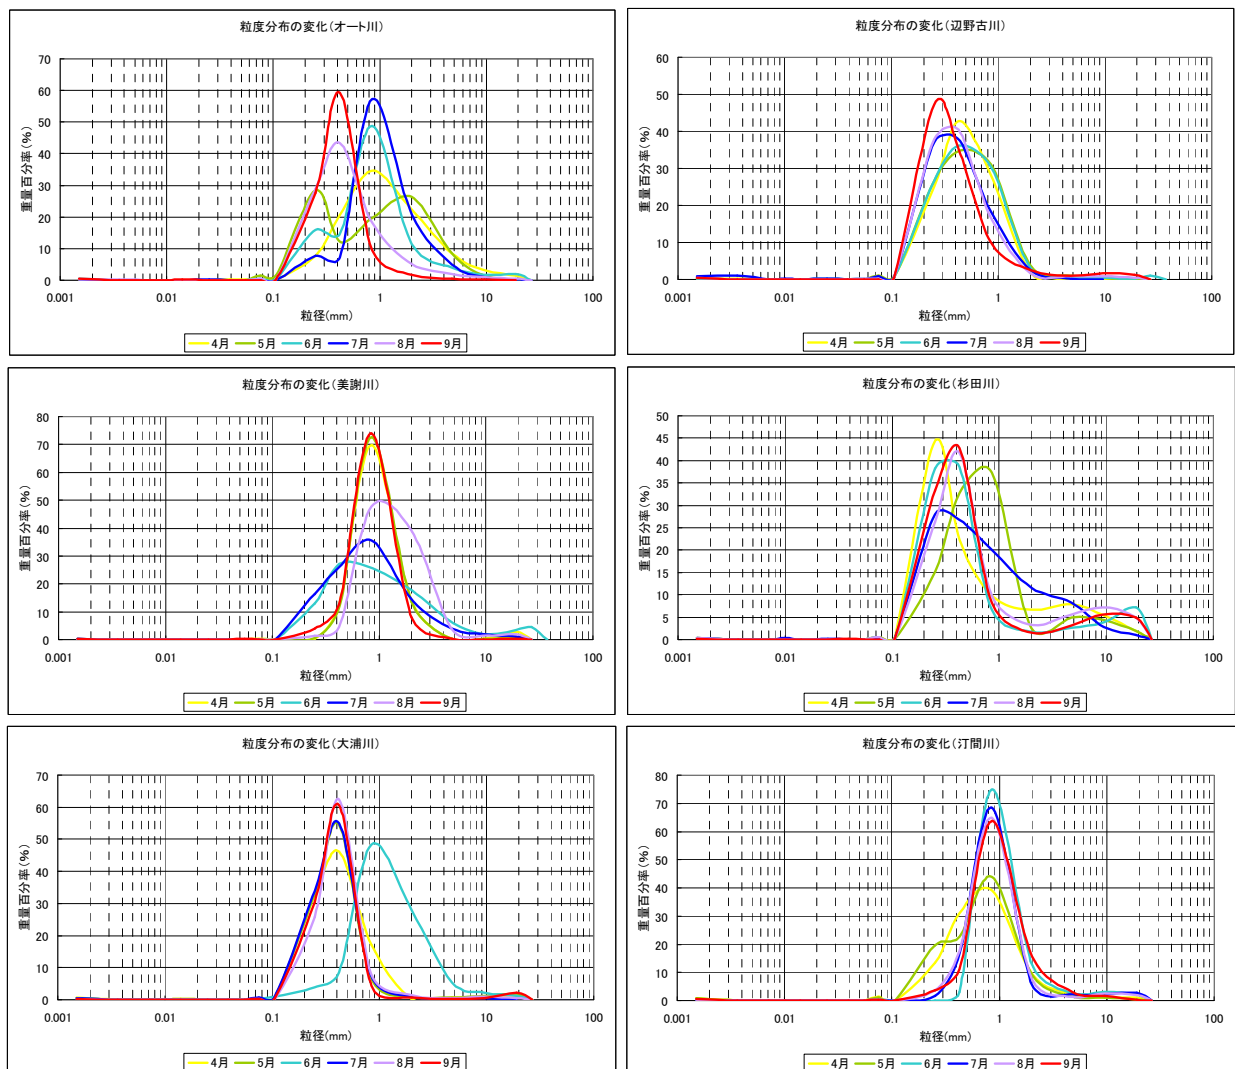 粒度分布の変化(オート川)
重量百分率(%)
70
60
50
40
30
20
10
0
0.001 0.01 0.1 1 10 100
粒径(mm)
4月 5月 6月 7月 8月 9月
粒度分布の変化(辺野古川)
重量百分率(%)
60
50
40
30
20
10
0
0.001 0.01 0.1 1 10 100
粒径(mm)
4月 5月 6月 7月 8月 9月
粒度分布の変化(美謝川)
重量百分率(%)
80
70
60
50
40
30
20
10
0
0.001 0.01 0.1 1 10 100
粒径(mm)
4月 5月 6月 7月 8月 9月
粒度分布の変化(杉田川)
重量百分率(%)
50
45
40
35
30
25
20
15
10
5
0
0.001 0.01 0.1 1 10 100
粒径(mm)
4月 5月 6月 7月 8月 9月
粒度分布の変化(大浦川)
重量百分率(%)
70
60
50
40
30
20
10
0
0.001 0.01 0.1 1 10 100
粒径(mm)
4月 5月 6月 7月 8月 9月
粒度分布の変化(汀間川)
重量百分率(%)
80
70
60
50
40
30
20
10
0
0.001 0.01 0.1 1 10 100
粒径(mm)
4月 5月 6月 7月 8月 9月